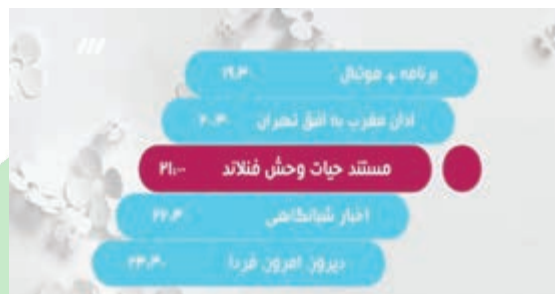 برنامه + فوتبال ۱۹:۳۰
اذان مغرب به افق تهران ۲۰:۳۰
مستند حیات وحش فنلاند ۲۱:۰۰
اخبار شبانگاهی ۲۲:۳۰
دیروز امروز فردا ۲۳:۳۰